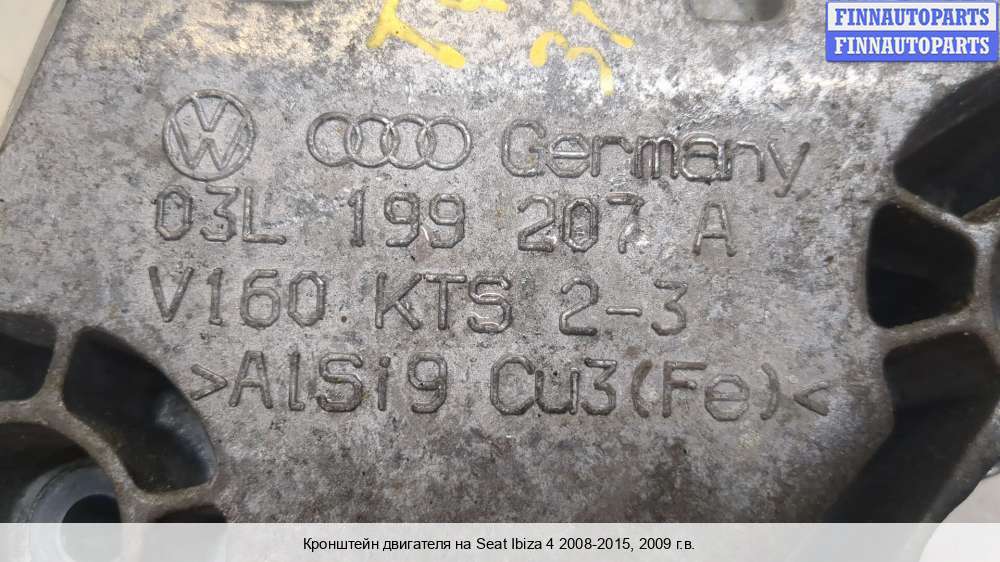 FINNAUTOPARTS
FINNAUTOPARTS
Germany
03L 199 207 A
V160 KTS 2-3
>AlSi9 Cu3(Fe)<
Кронштейн двигателя на Seat Ibiza 4 2008-2015, 2009 г.в.